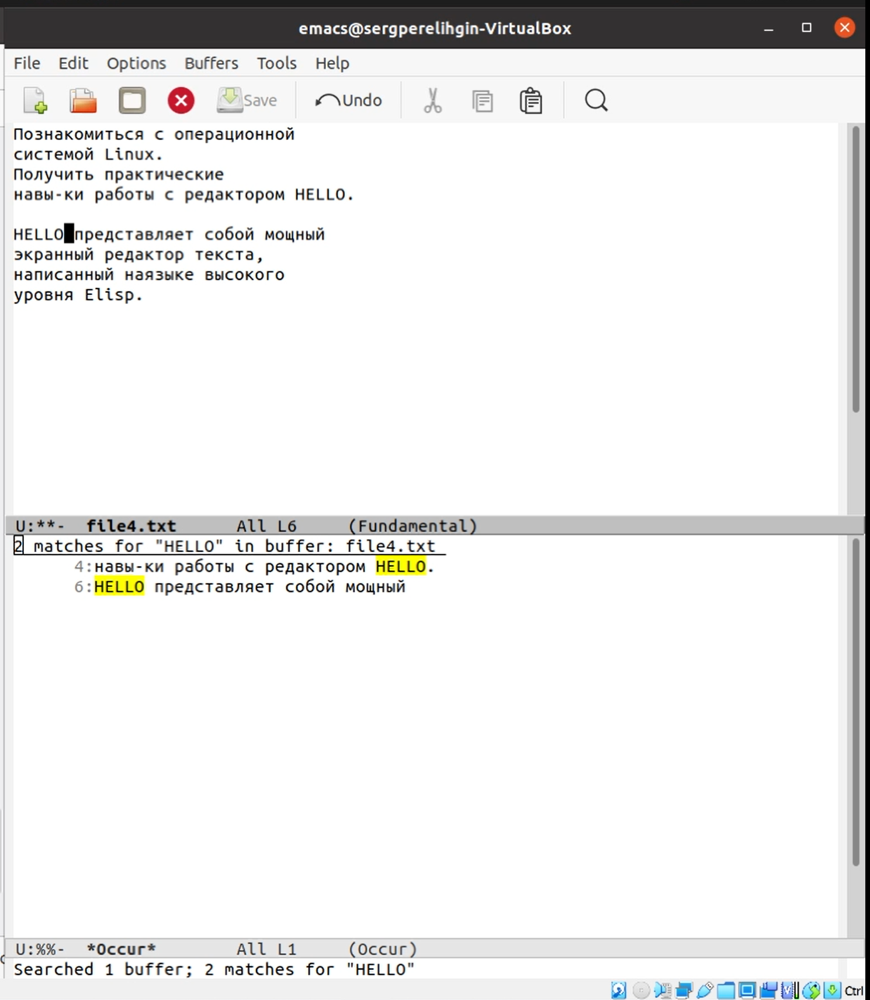 emacs@sergperelihgin-VirtualBox
File Edit Options Buffers Tools Help
Save Undo
Познакомиться с операционной
системой Linux.
Получить практические
навы-ки работы с редактором HELLO.
HELLO представляет собой мощный
экранный редактор текста,
написанный наязыке высокого
уровня Elisp.
U:**- file4.txt All L6 (Fundamental)
2 matches for "HELLO" in buffer: file4.txt
4:навы-ки работы с редактором HELLO.
6:HELLO представляет собой мощный
U:%%- *Occur* All L1 (Occur)
Searched 1 buffer; 2 matches for "HELLO"
Ctrl